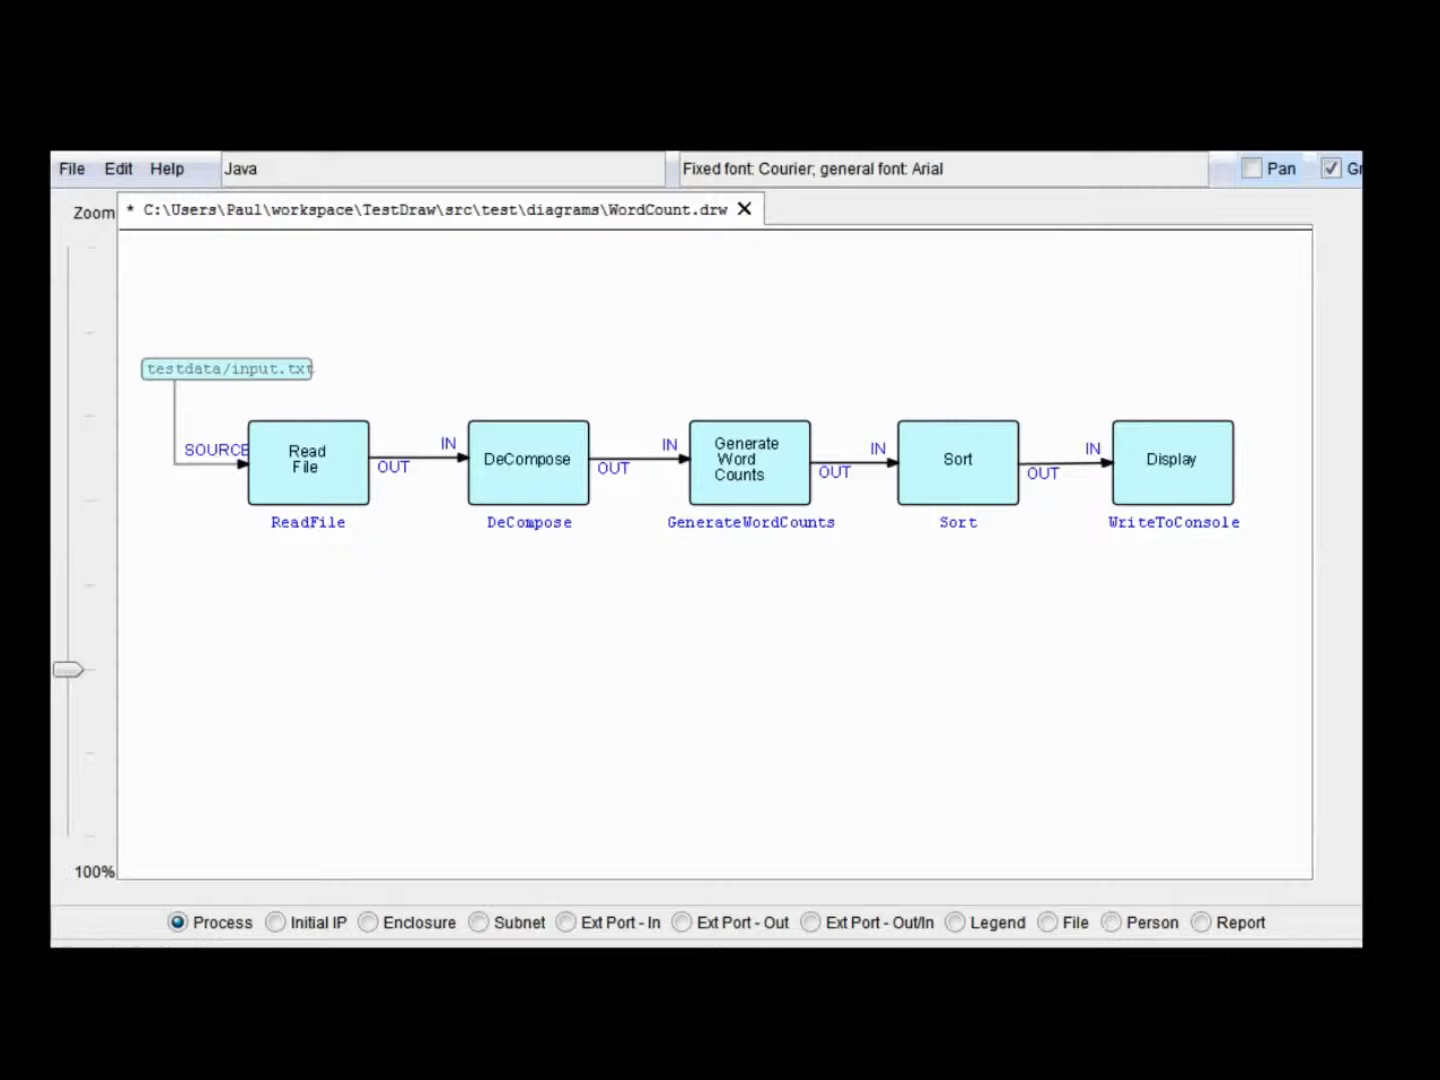 File Edit Help Java Fixed font: Courier; general font: Arial Pan
Zoom * C:\Users\Paul\workspace\TestDraw\src\test\diagrams\WordCount.drw
testdata/input.txt
SOURCE
Read
File
OUT
IN
DeCompose
OUT
IN
Generate
Word
Counts
OUT
IN
Sort
OUT
IN
Display
ReadFile DeCompose GenerateWordCounts Sort WriteToConsole
100%
Process Initial IP Enclosure Subnet Ext Port - In Ext Port - Out Ext Port - Out/In Legend File Person Report